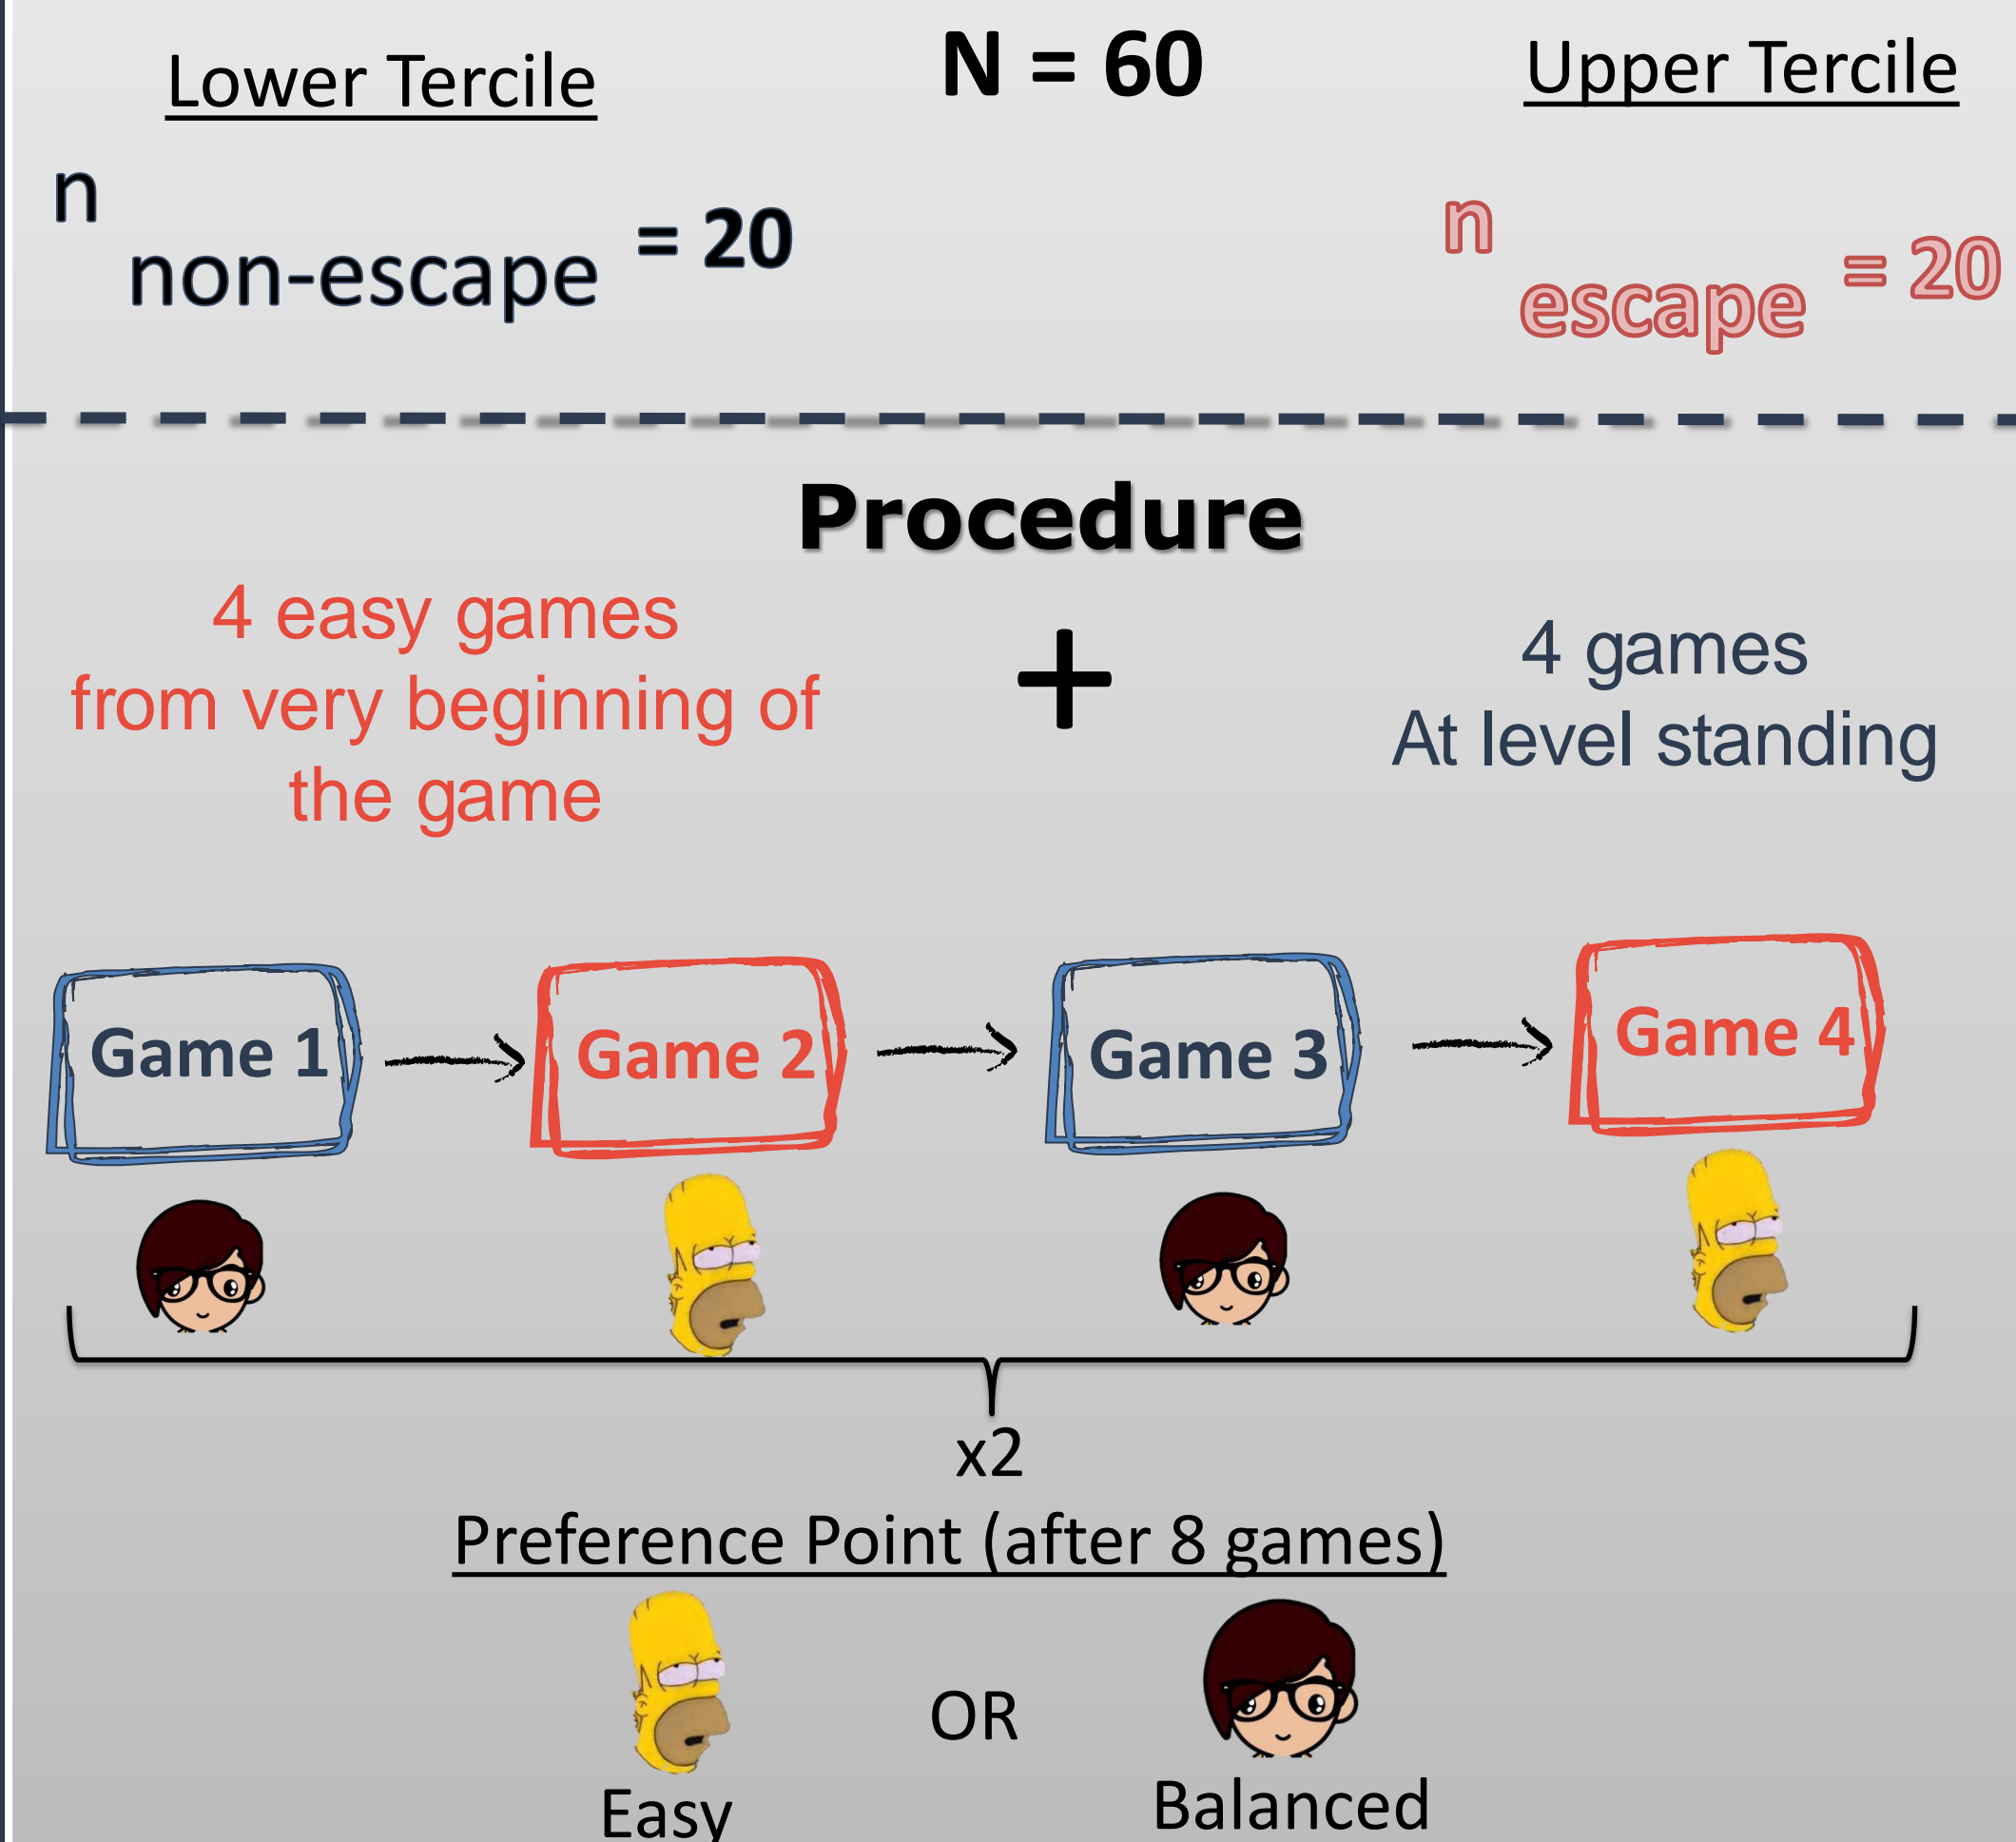 Lower Tercile
N = 60
Upper Tercile
n non-escape = 20
n escape = 20
Procedure
4 easy games
from very beginning of
the game
+
4 games
At level standing
Game 1
Game 2
Game 3
Game 4
x2
Preference Point (after 8 games)
OR
Easy
Balanced